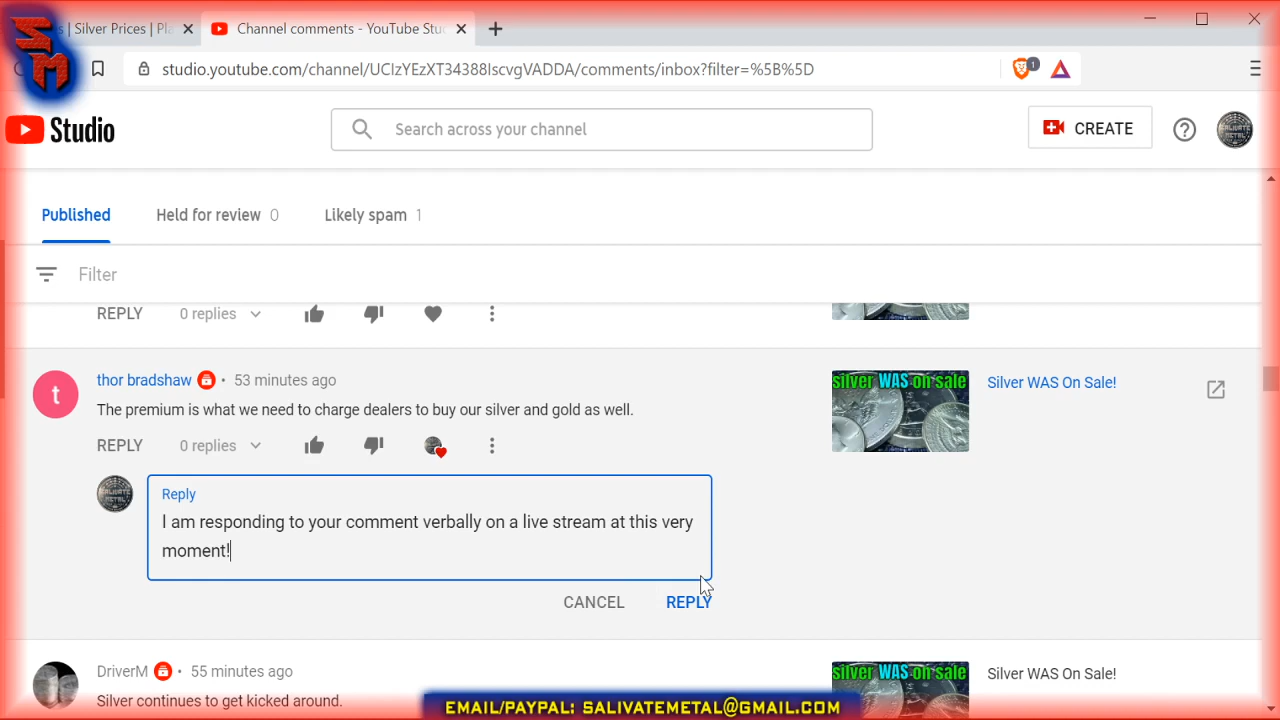 SM
s | Silver Prices | Pla
Channel comments - YouTube Stud
studio.youtube.com/channel/UCIzYEzXT34388IscvgVADDA/comments/inbox?filter=%5B%5D
1
Studio
Search across your channel
CREATE
Published
Held for review 0
Likely spam 1
Filter
REPLY
0 replies
thor bradshaw • 53 minutes ago
The premium is what we need to charge dealers to buy our silver and gold as well.
silver WAS on sale
Silver WAS On Sale!
REPLY
0 replies
t
SALIVATE METAL
Reply
I am responding to your comment verbally on a live stream at this very
moment!
CANCEL
REPLY
DriverM • 55 minutes ago
Silver continues to get kicked around.
silver WAS on sale
Silver WAS On Sale!
EMAIL/PAYPAL: SALIVATEMETAL@GMAIL.COM